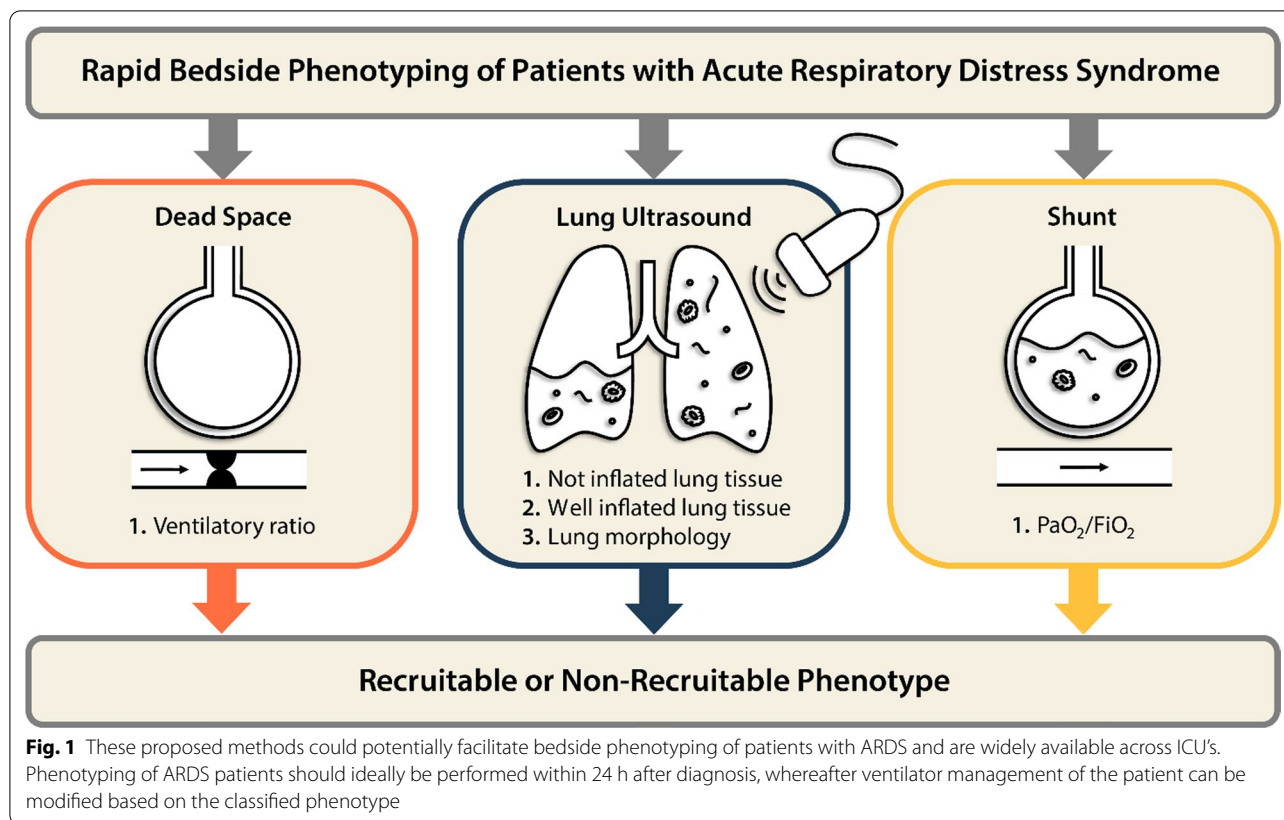 Rapid Bedside Phenotyping of Patients with Acute Respiratory Distress Syndrome
Dead Space
1. Ventilatory ratio
Lung Ultrasound
1. Not inflated lung tissue
2. Well inflated lung tissue
3. Lung morphology
Shunt
1. PaO₂/FiO₂
Recruitable or Non-Recruitable Phenotype
Fig. 1 These proposed methods could potentially facilitate bedside phenotyping of patients with ARDS and are widely available across ICU's.
Phenotyping of ARDS patients should ideally be performed within 24 h after diagnosis, whereafter ventilator management of the patient can be
modified based on the classified phenotype